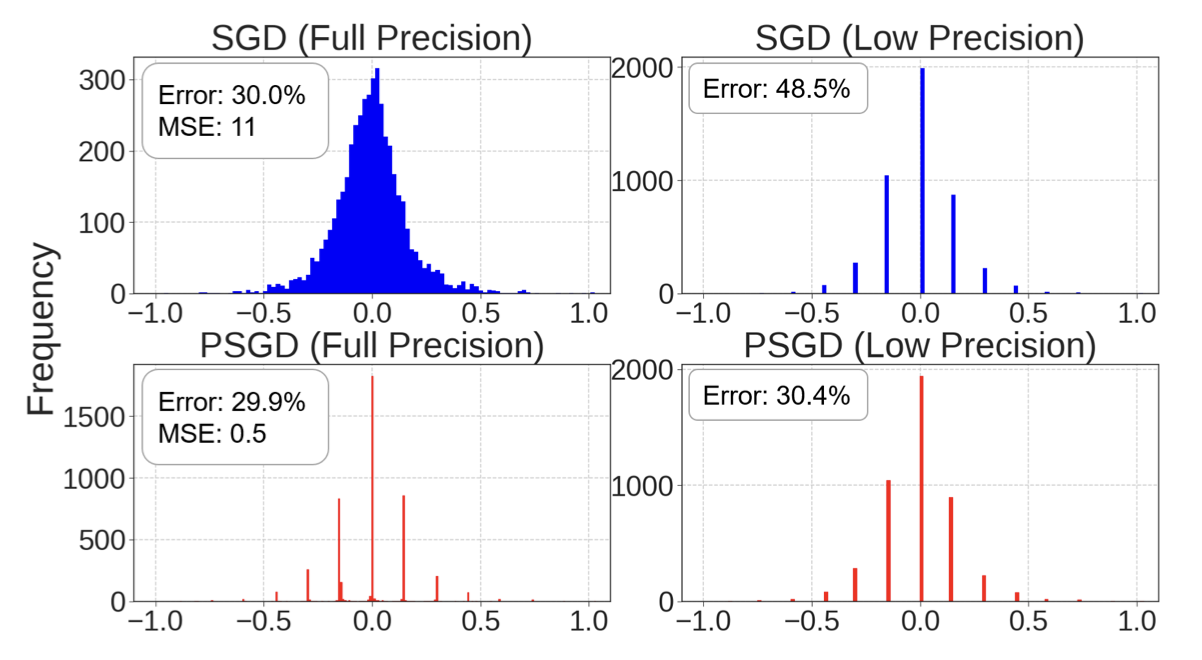 SGD (Full Precision)
SGD (Low Precision)
300
200
100
0
Error: 30.0%
MSE: 11
−1.0 −0.5 0.0 0.5 1.0
2000
1000
0
Error: 48.5%
−1.0 −0.5 0.0 0.5 1.0
Frequency
PSGD (Full Precision)
PSGD (Low Precision)
1500
1000
500
0
Error: 29.9%
MSE: 0.5
−1.0 −0.5 0.0 0.5 1.0
2000
1000
0
Error: 30.4%
−1.0 −0.5 0.0 0.5 1.0